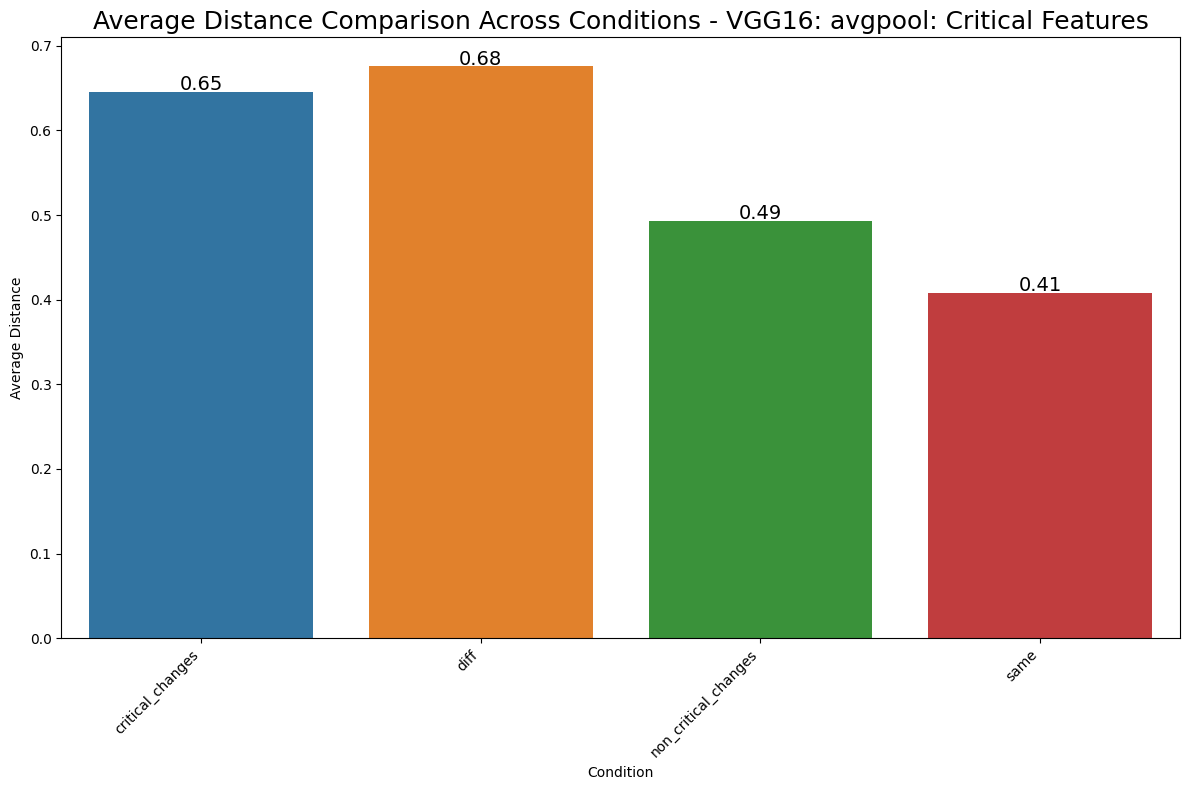 Average Distance Comparison Across Conditions - VGG16: avgpool: Critical Features
0.65
0.68
0.49
0.41
0.7
0.6
0.5
0.4
0.3
0.2
0.1
0.0
Average Distance
critical_changes
diff
non_critical_changes
same
Condition